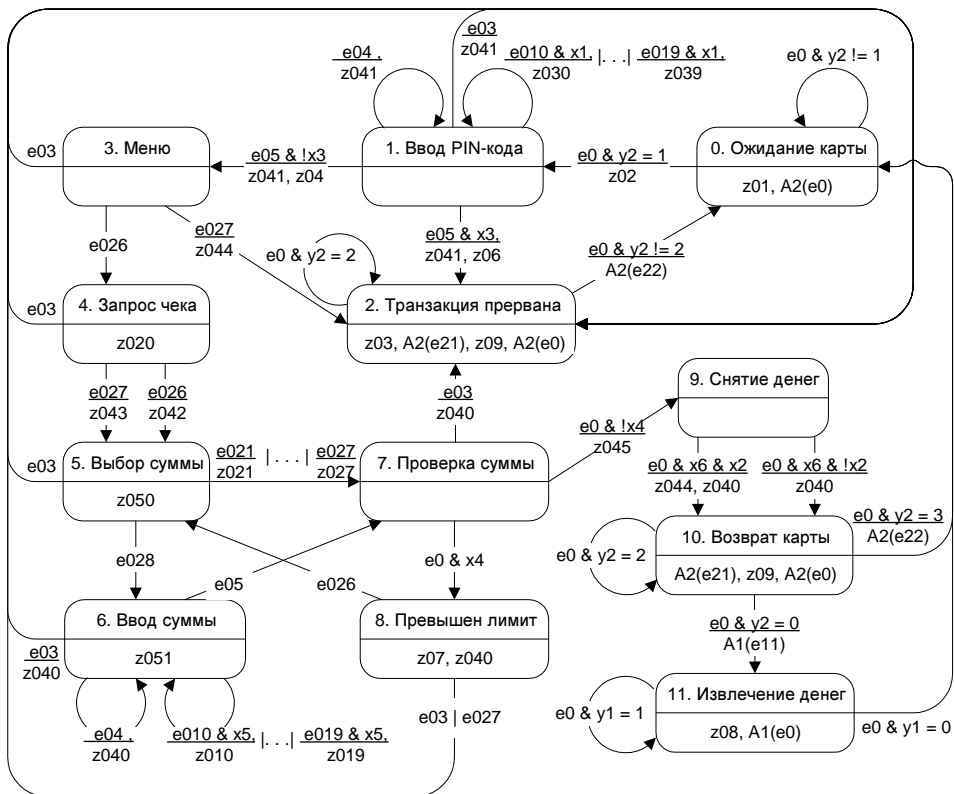 e03
z041
e04 ,
z041
e010 & x1,
z030
|. . .|
e019 & x1,
z039
e0 & y2 != 1
e03
3. Меню
e05 & !x3
z041, z04
1. Ввод PIN-кода
e0 & y2 = 1
z02
0. Ожидание карты
z01, A2(e0)
e026
e027
z044
e0 & y2 = 2
e05 & x3,
z041, z06
e0 & y2 != 2
A2(e22)
e03
4. Запрос чека
z020
2. Транзакция прервана
z03, A2(e21), z09, A2(e0)
e027
z043
e026
z042
e03
z040
9. Снятие денег
e0 & !x4
z045
e03
5. Выбор суммы
z050
e021
z021
| . . . |
e027
z027
7. Проверка суммы
e0 & x6 & x2
z044, z040
e0 & x6 & !x2
z040
e028
e05
e026
e0 & x4
e0 & y2 = 2
10. Возврат карты
A2(e21), z09, A2(e0)
e0 & y2 = 3
A2(e22)
e03
z040
6. Ввод суммы
z051
8. Превышен лимит
z07, z040
e0 & y2 = 0
A1(e11)
e04 ,
z040
e010 & x5,
z010
|. . .|
e019 & x5,
z019
e03 | e027
e0 & y1 = 1
11. Извлечение денег
z08, A1(e0)
e0 & y1 = 0